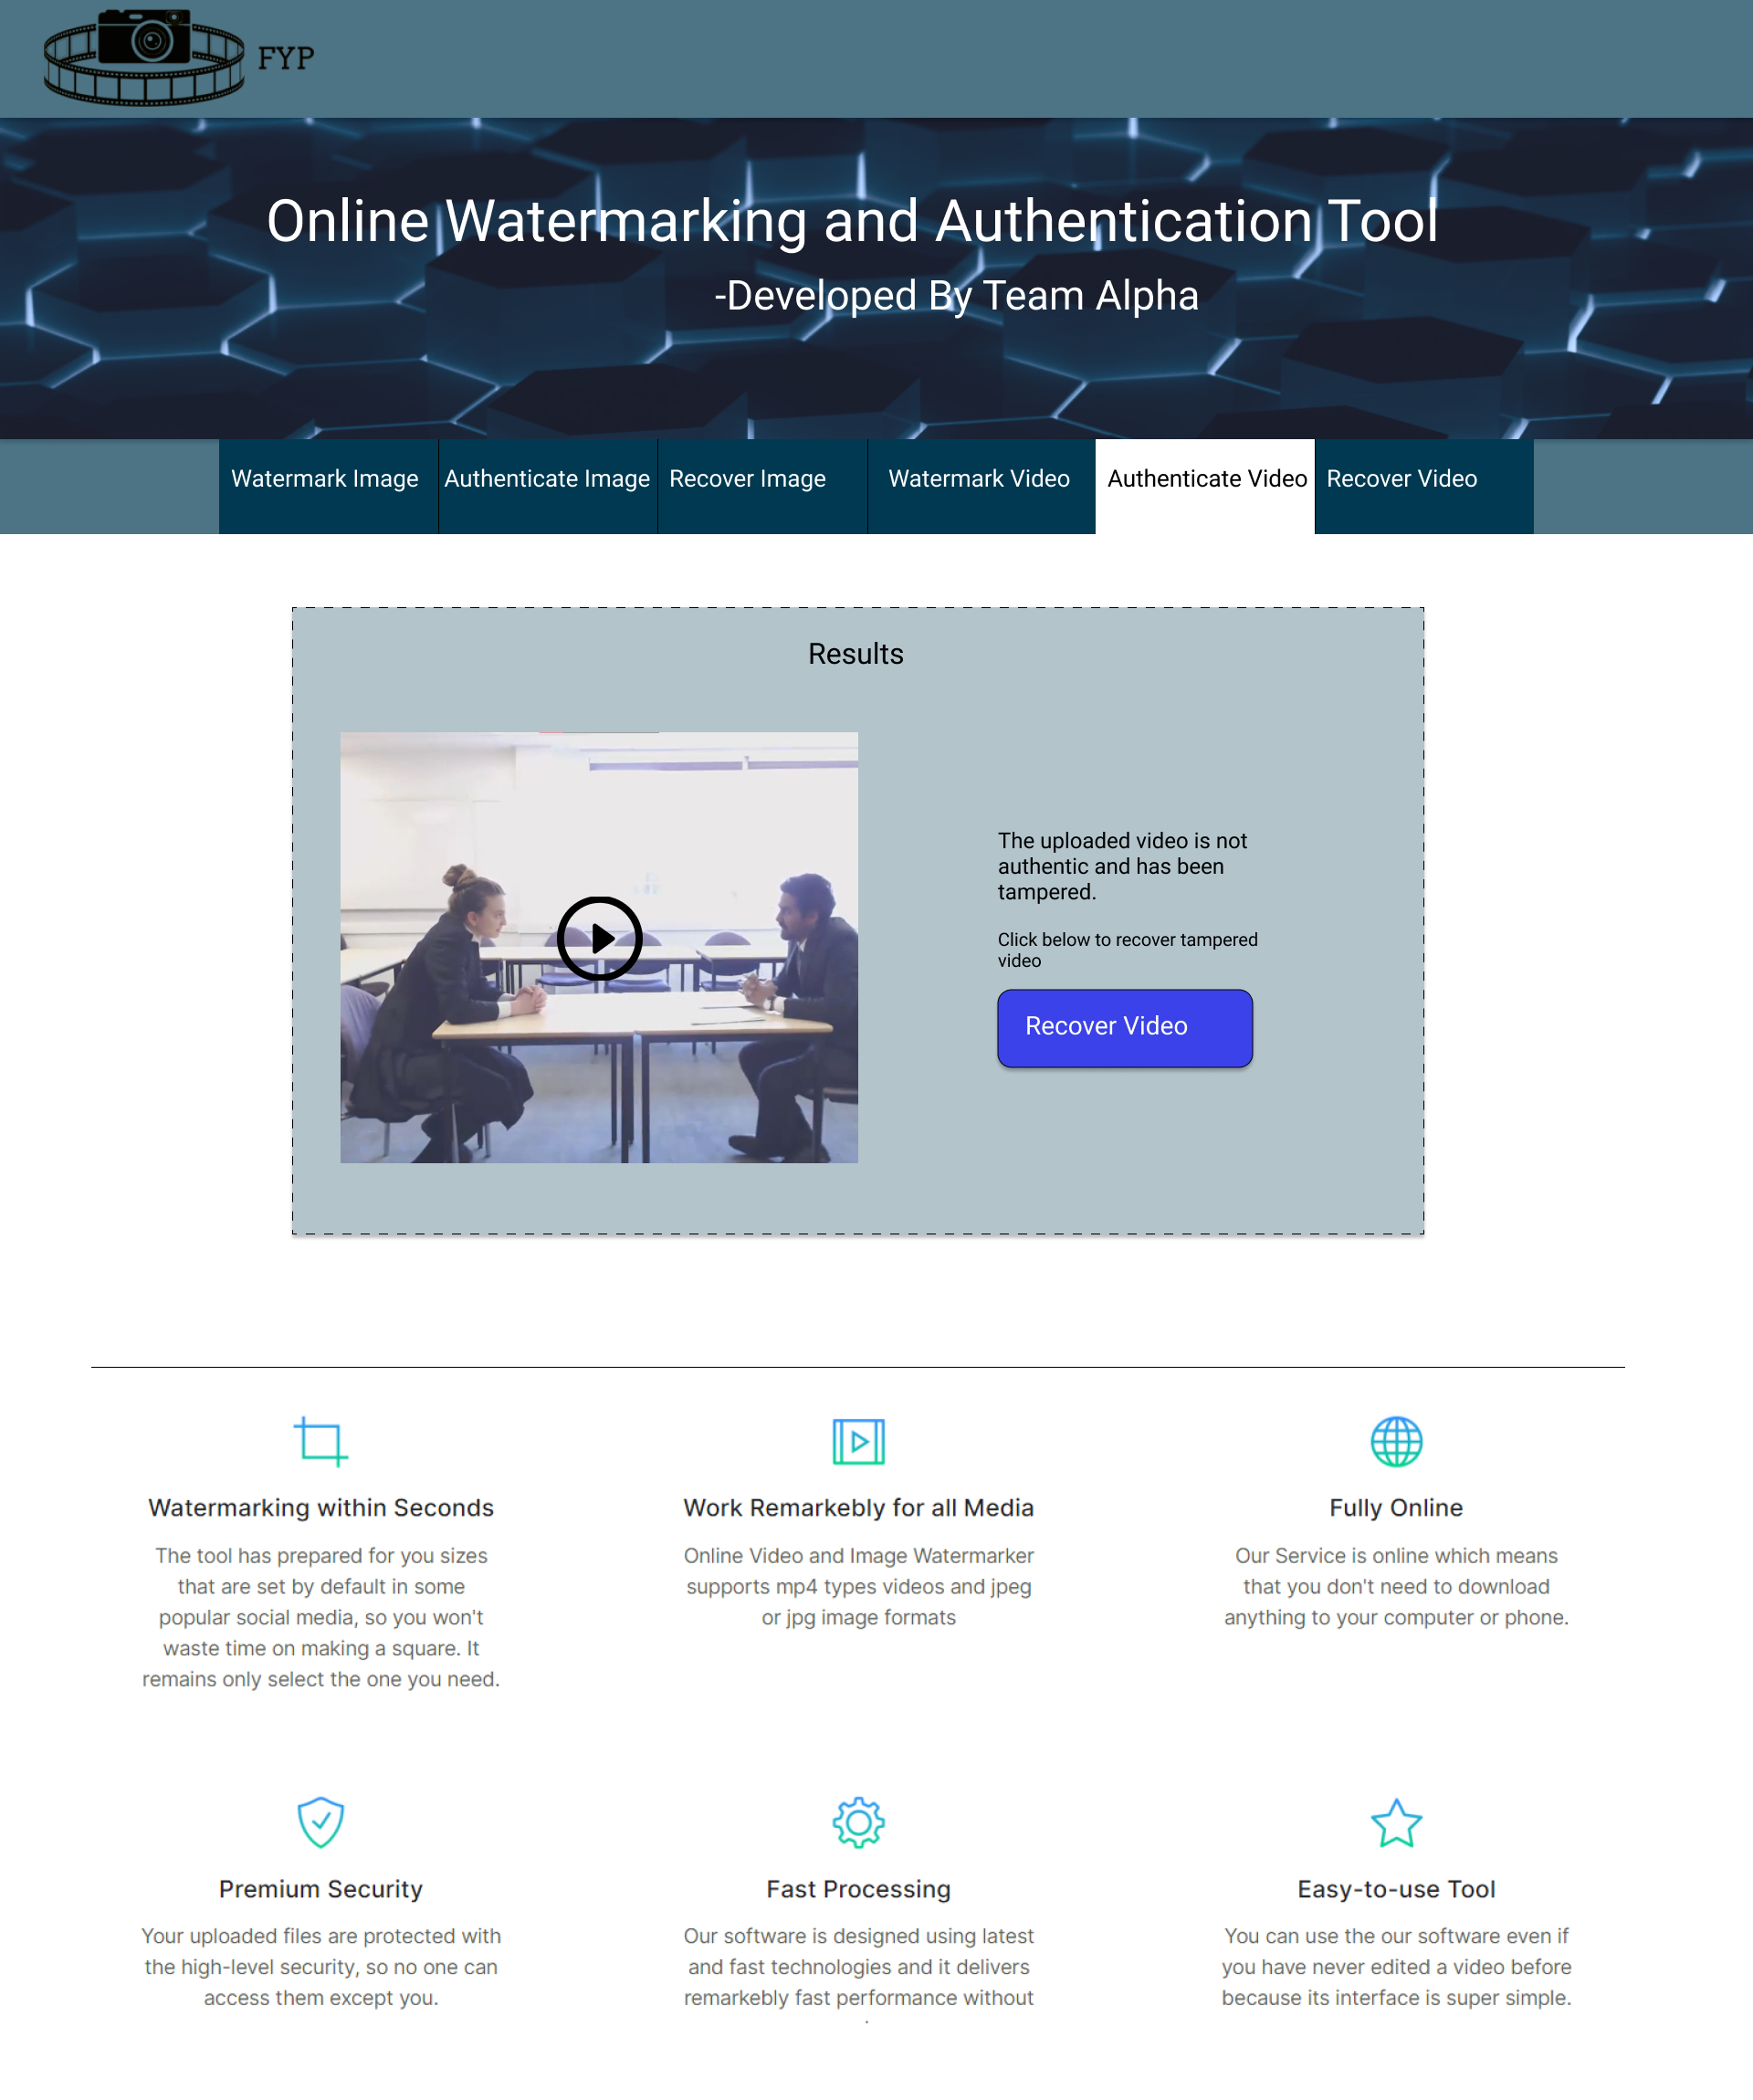 FYP
Online Watermarking and Authentication Tool
-Developed By Team Alpha
Watermark Image
Authenticate Image
Recover Image
Watermark Video
Authenticate Video
Recover Video
Results
The uploaded video is not
authentic and has been
tampered.
Click below to recover tampered
video
Recover Video
Watermarking within Seconds
The tool has prepared for you sizes
that are set by default in some
popular social media, so you won't
waste time on making a square. It
remains only select the one you need.
Work Remarkebly for all Media
Online Video and Image Watermarker
supports mp4 types videos and jpeg
or jpg image formats
Fully Online
Our Service is online which means
that you don't need to download
anything to your computer or phone.
Premium Security
Your uploaded files are protected with
the high-level security, so no one can
access them except you.
Fast Processing
Our software is designed using latest
and fast technologies and it delivers
remarkebly fast performance without
Easy-to-use Tool
You can use the our software even if
you have never edited a video before
because its interface is super simple.